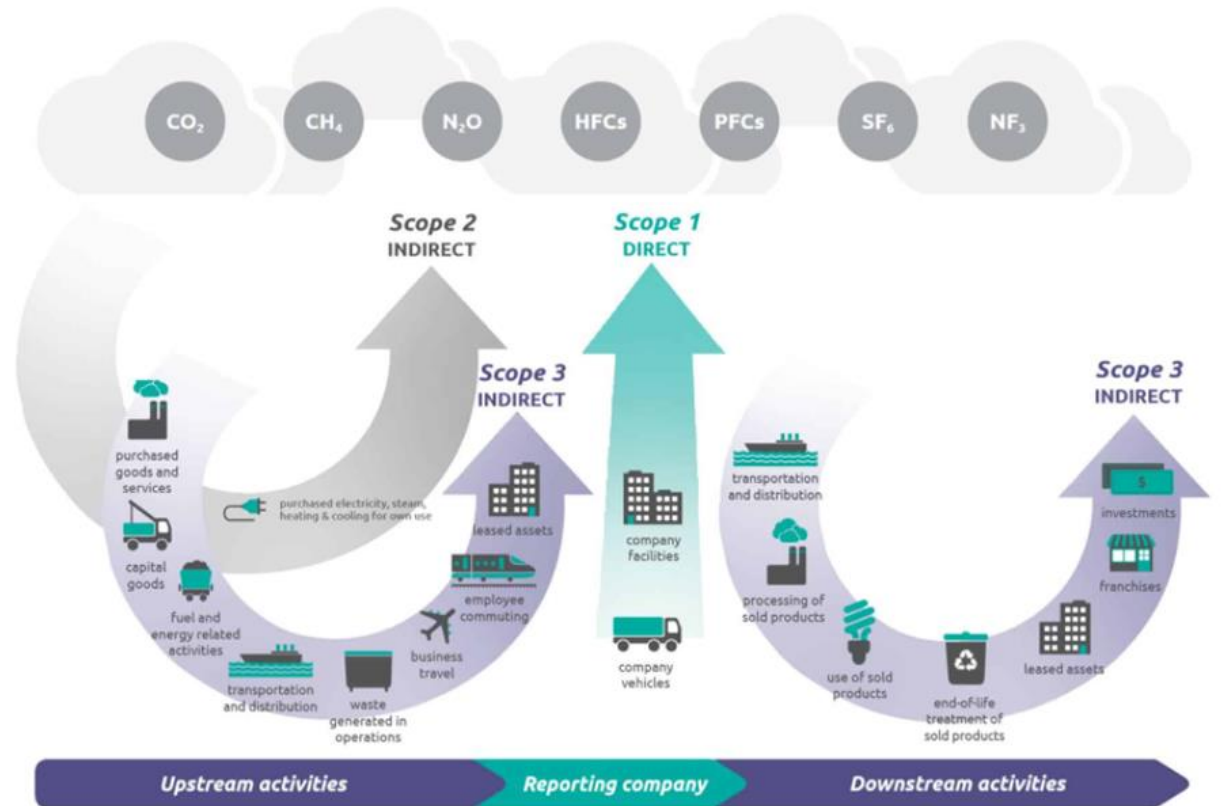 CO₂
CH₄
N₂O
HFCs
PFCs
SF₆
NF₃
Scope 2
INDIRECT
Scope 1
DIRECT
Scope 3
INDIRECT
Scope 3
INDIRECT
purchased
goods and
services
capital
goods
fuel and
energy related
activities
purchased electricity, steam,
heating & cooling for own use
transportation
and distribution
waste
generated in
operations
business
travel
employee
commuting
leased assets
company
facilities
company
vehicles
transportation
and distribution
processing of
sold products
use of sold
products
end-of-life
treatment of
sold products
leased assets
franchises
$
investments
Upstream activities
Reporting company
Downstream activities